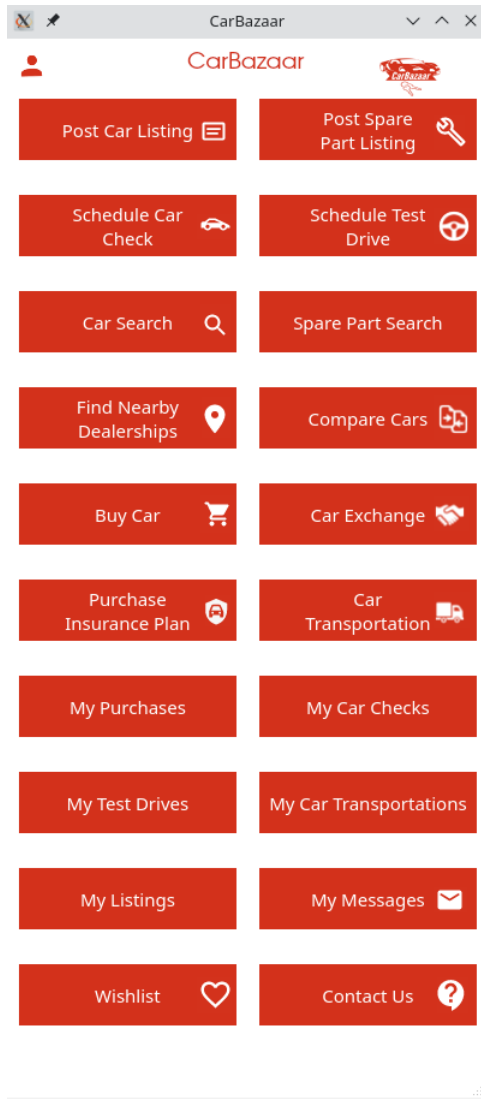 CarBazaar
CarBazaar
CarBazaar
Post Car Listing
Post Spare
Part Listing
Schedule Car
Check
Schedule Test
Drive
Car Search
Spare Part Search
Find Nearby
Dealerships
Compare Cars
Buy Car
Car Exchange
Purchase
Insurance Plan
Car
Transportation
My Purchases
My Car Checks
My Test Drives
My Car Transportations
My Listings
My Messages
Wishlist
Contact Us